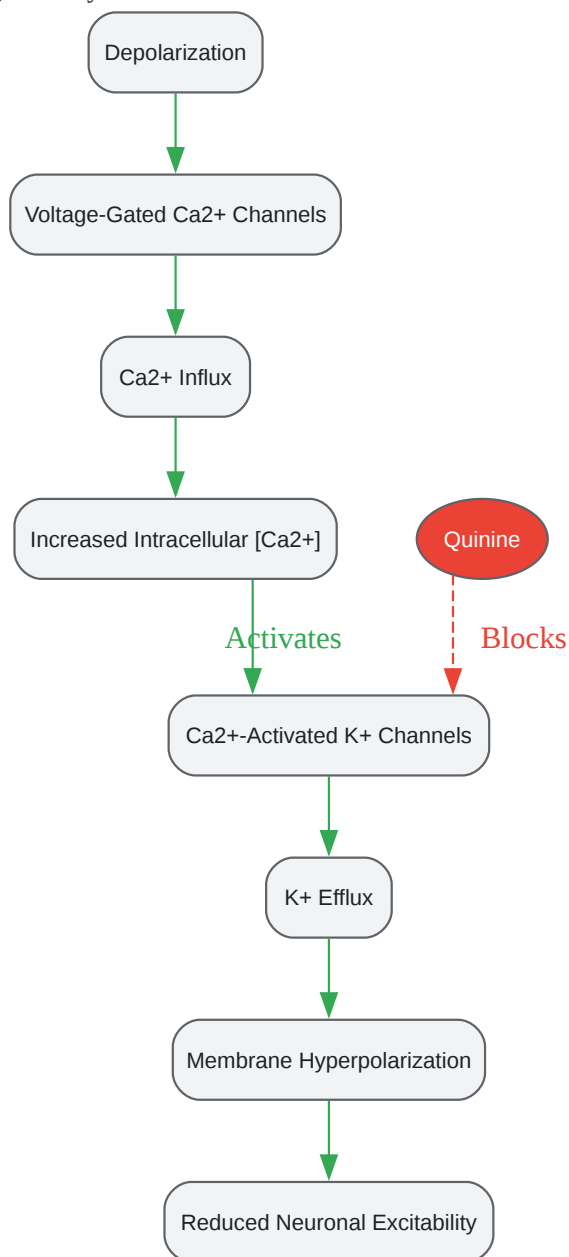 Depolarization
Voltage-Gated Ca2+ Channels
Ca2+ Influx
Increased Intracellular [Ca2+]
Quinine
Activates
Blocks
Ca2+-Activated K+ Channels
K+ Efflux
Membrane Hyperpolarization
Reduced Neuronal Excitability